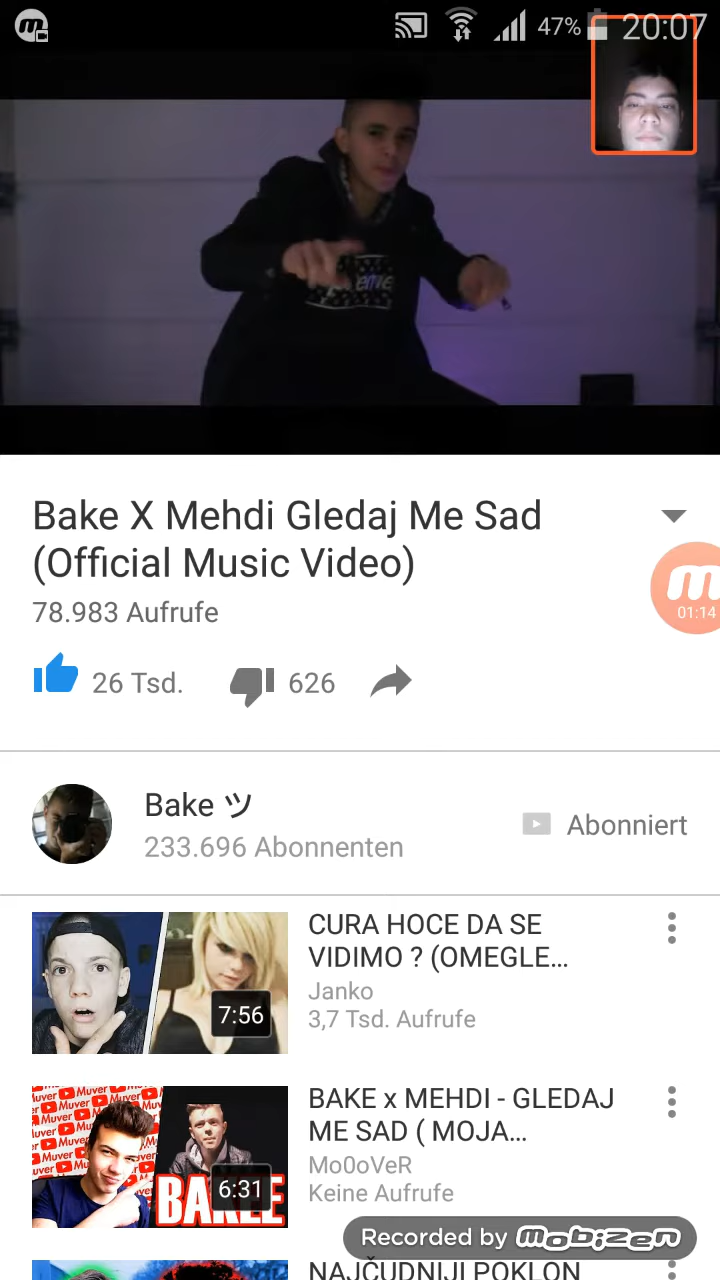 47% 20:07
Bake X Mehdi Gledaj Me Sad
(Official Music Video)
78.983 Aufrufe
01:14
26 Tsd. 626
Bake ツ
233.696 Abonnenten
Abonniert
CURA HOCE DA SE
VIDIMO ? (OMEGLE...
Janko
3,7 Tsd. Aufrufe
7:56
BAKE x MEHDI - GLEDAJ
ME SAD ( MOJA...
Mo0oVeR
Keine Aufrufe
Muver
6:31
Recorded by mobizen
NAJČUDNIJI POKLON